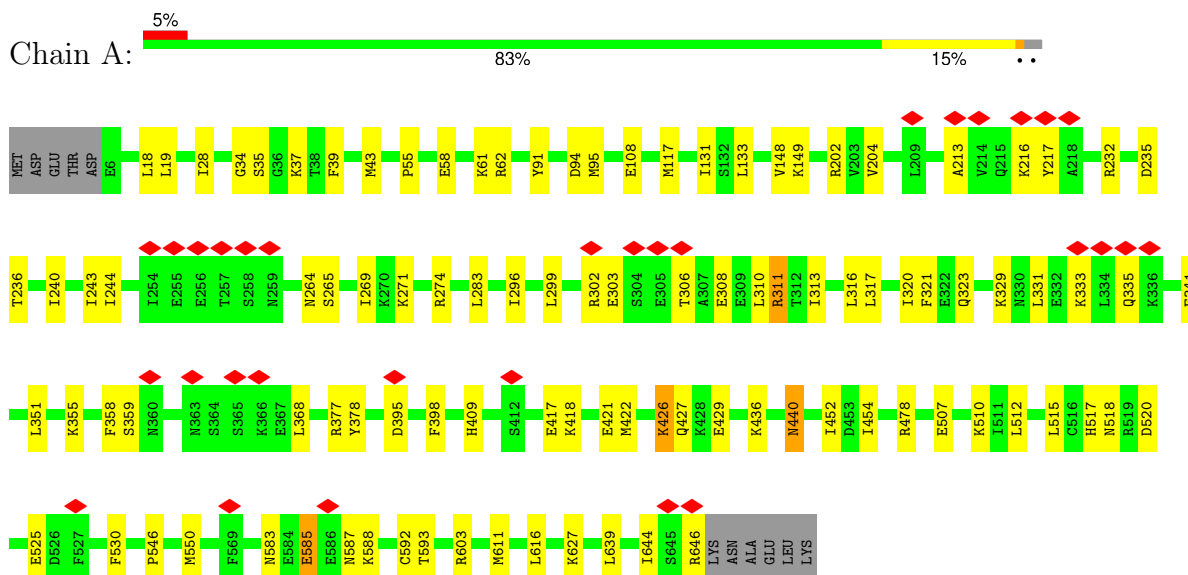 5%
Chain A:
83% 15% • •
MET ASP GLU THR ASP E6 L18 L19 I28 G34 S35 G36 K37 T38 F39 M43 P55 E58 K61 R62 Y91 D94 M95 E108 M117 I131 S132 L133 V148 K149 R202 V203 V204 L209 A213 V214 Q215 K216 Y217 A218 R232 D235
T236 I240 I243 I244 I254 E255 E256 T257 S258 N259 N264 S265 I269 K270 K271 R274 L283 I296 L299 R302 E303 S304 E305 T306 A307 E308 E309 L310 R311 T312 I313 L316 L317 I320 F321 E322 Q323 K329 N330 L331 E332 K333 L334 Q335 K336
L351 K355 F358 S359 N360 N363 S364 S365 K366 E367 L368 R377 Y378 D395 F398 H409 S412 E417 K418 E421 M422 K426 Q427 K428 E429 K436 N440 I452 D453 I454 R478 E507 K510 I511 L512 L515 C516 H517 N518 R519 D520
E525 D526 F527 F530 P546 M550 F569 N583 E584 E585 E586 N587 K588 C592 T593 R603 M611 L616 K627 L639 I644 S645 R646 LYS ASN ALA GLU LEU LYS